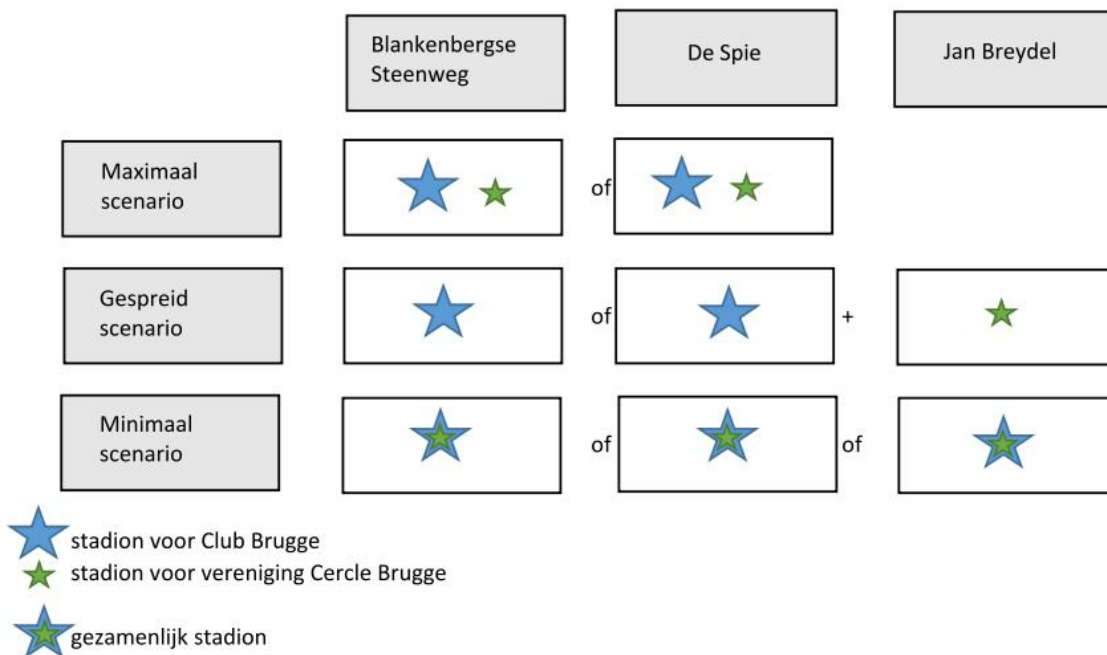 Blankenbergse
Steenweg
De Spie
Jan Breydel
Maximaal
scenario
of
Gespreid
scenario
of
+
Minimaal
scenario
of
of
stadion voor Club Brugge
stadion voor vereniging Cercle Brugge
gezamenlijk stadion